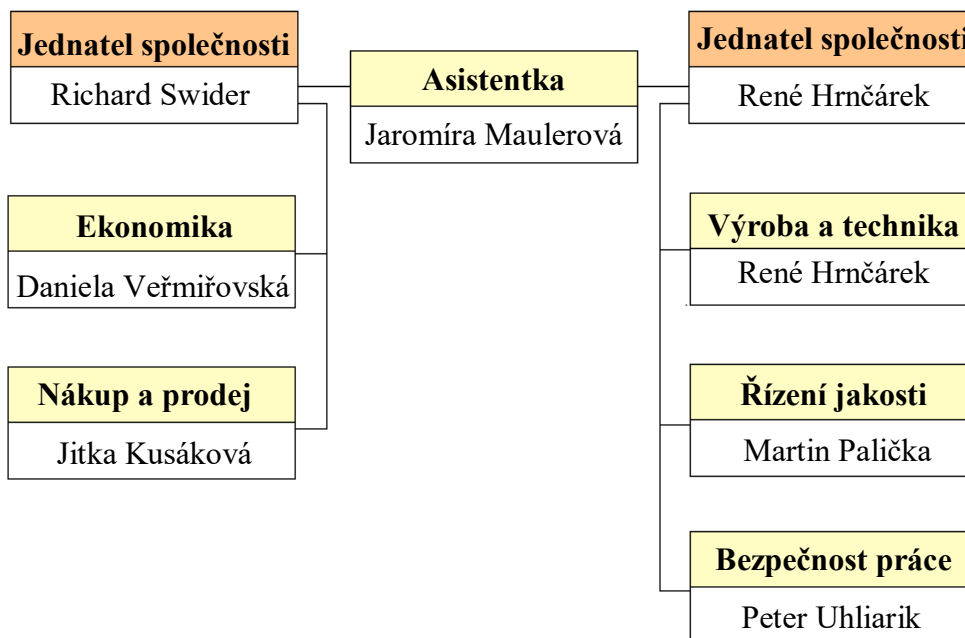 Jednatel společnosti
Richard Swider
Asistentka
Jaromíra Maulerová
Jednatel společnosti
René Hrnčárek
Ekonomika
Daniela Veřmiřovská
Výroba a technika
René Hrnčárek
Nákup a prodej
Jitka Kusáková
Řízení jakosti
Martin Palička
Bezpečnost práce
Peter Uhliarik